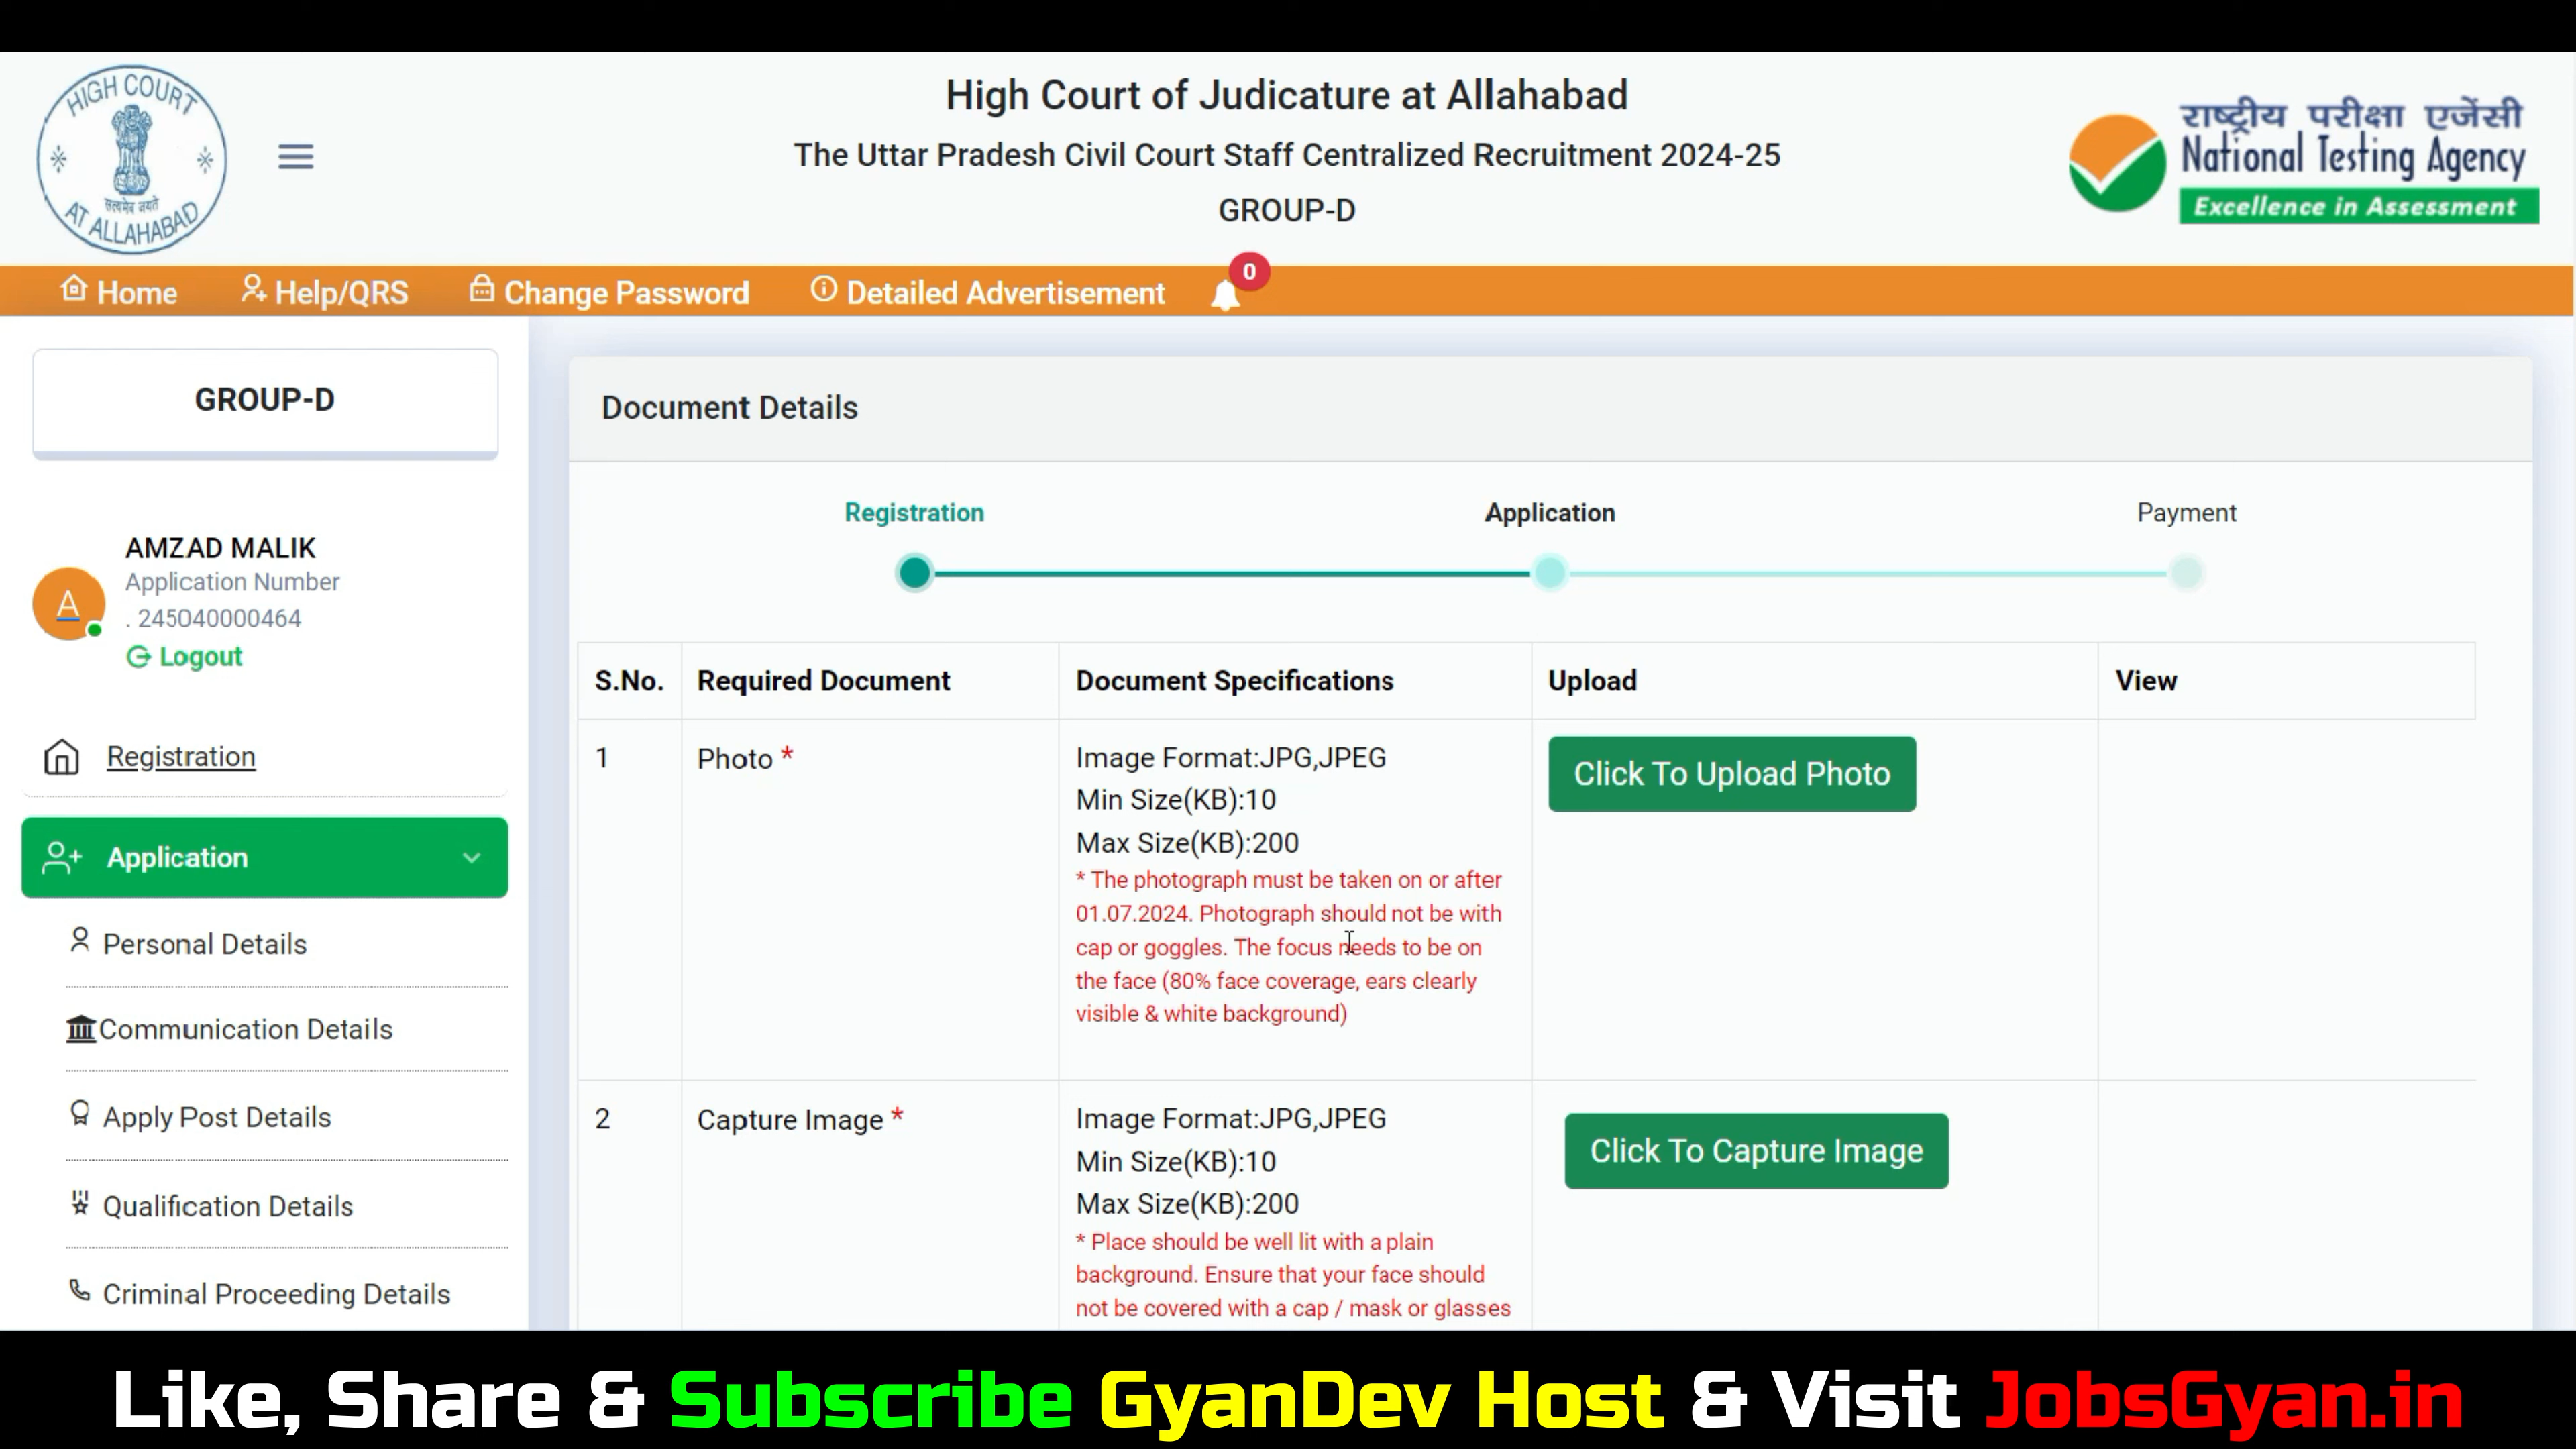 HIGH COURT
सत्यमेव जयते
AT ALLAHABAD
High Court of Judicature at Allahabad
The Uttar Pradesh Civil Court Staff Centralized Recruitment 2024-25
GROUP-D
राष्ट्रीय परीक्षा एजेंसी
National Testing Agency
Excellence in Assessment
Home
Help/QRS
Change Password
Detailed Advertisement
0
GROUP-D
A
AMZAD MALIK
Application Number
. 245040000464
Logout
Registration
Application
Personal Details
Communication Details
Apply Post Details
Qualification Details
Criminal Proceeding Details
Document Details
Registration Application Payment
S.No. Required Document Document Specifications Upload View
1 Photo * Image Format:JPG,JPEG Click To Upload Photo
Min Size(KB):10
Max Size(KB):200
* The photograph must be taken on or after
01.07.2024. Photograph should not be with
cap or goggles. The focus needs to be on
the face (80% face coverage, ears clearly
visible & white background)
2 Capture Image * Image Format:JPG,JPEG Click To Capture Image
Min Size(KB):10
Max Size(KB):200
* Place should be well lit with a plain
background. Ensure that your face should
not be covered with a cap / mask or glasses
Like, Share & Subscribe GyanDev Host & Visit JobsGyan.in